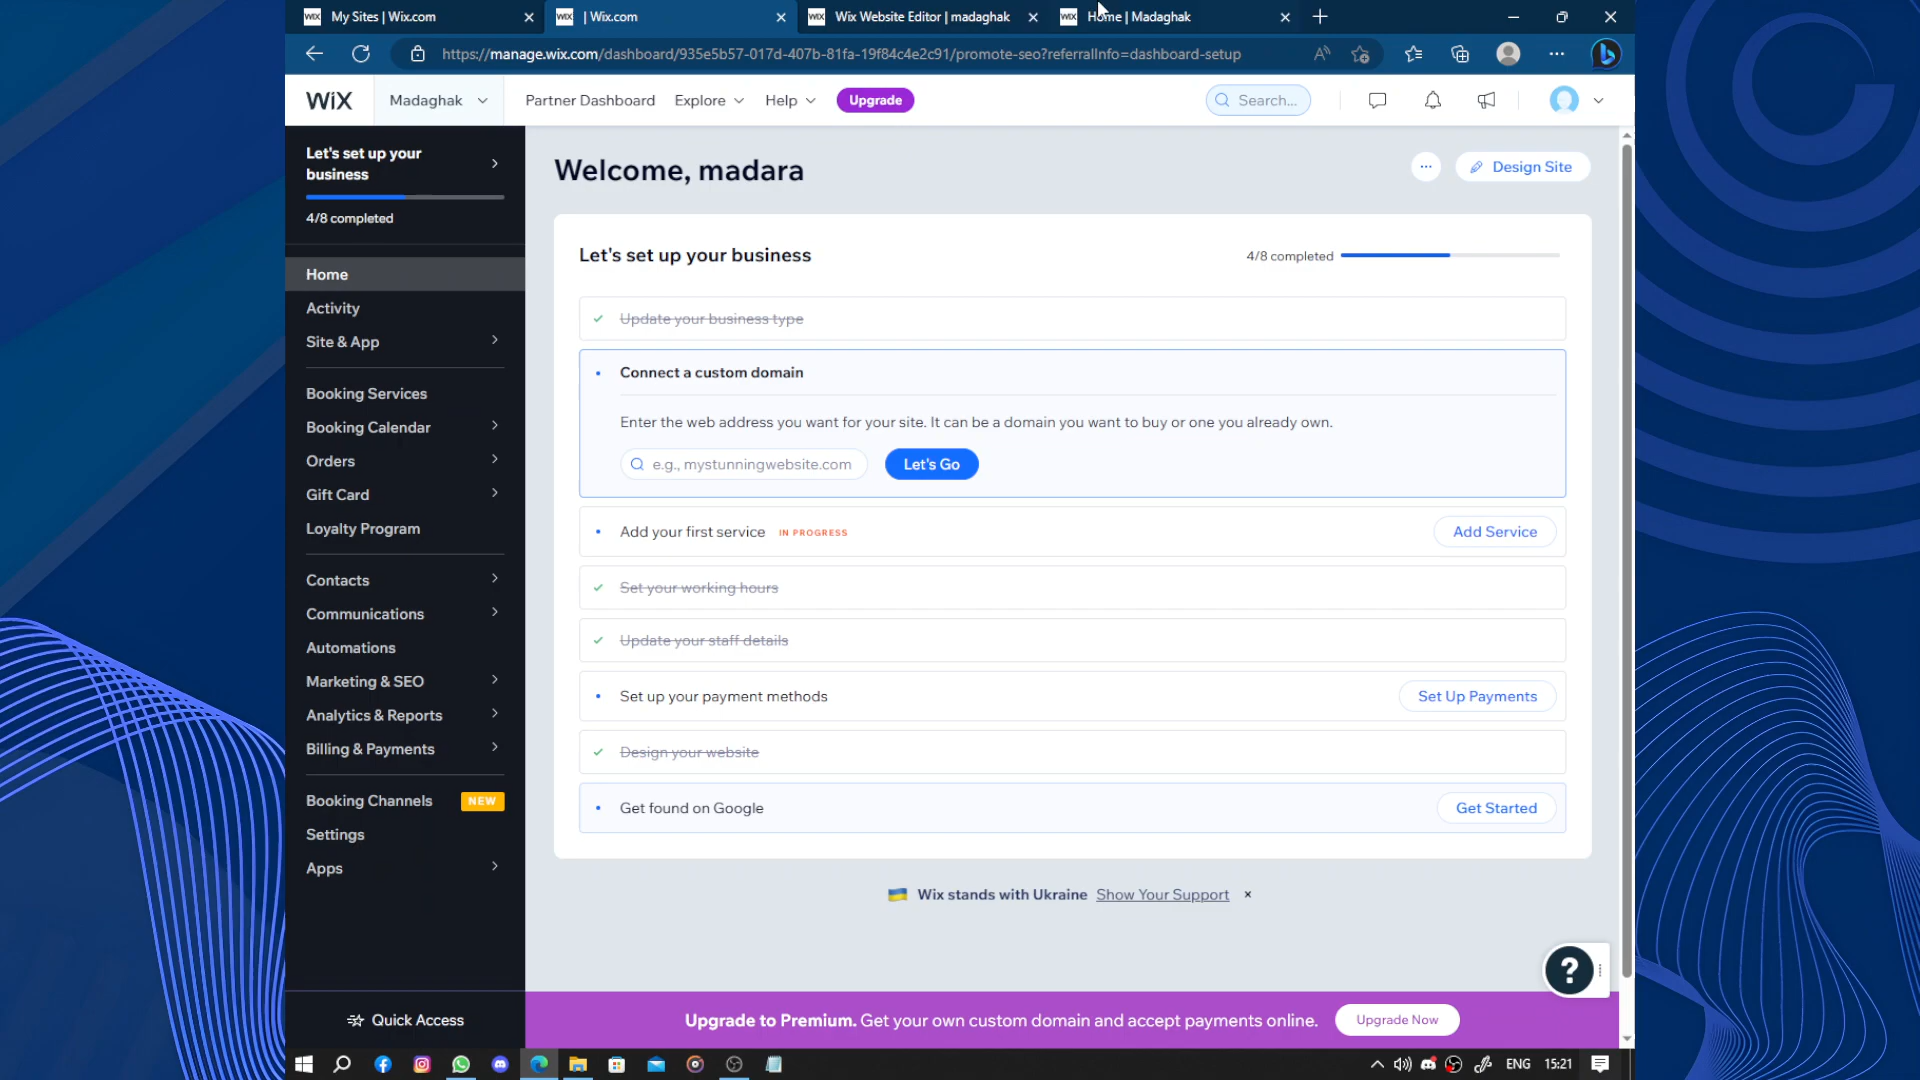 My Sites | Wix.com
| Wix.com
Wix Website Editor | madaghak
Home | Madaghak
https://manage.wix.com/dashboard/935e5b57-017d-407b-81fa-19f84c4e2c91/promote-seo?referralInfo=dashboard-setup
WIX
Madaghak
Partner Dashboard
Explore
Help
Upgrade
Search...
Let's set up your
business
4/8 completed
Home
Activity
Site & App
Booking Services
Booking Calendar
Orders
Gift Card
Loyalty Program
Contacts
Communications
Automations
Marketing & SEO
Analytics & Reports
Billing & Payments
Booking Channels NEW
Settings
Apps
Quick Access
Welcome, madara
... Design Site
Let's set up your business
4/8 completed
Update your business type
Connect a custom domain
Enter the web address you want for your site. It can be a domain you want to buy or one you already own.
e.g., mystunningwebsite.com
Let's Go
Add your first service IN PROGRESS
Add Service
Set your working hours
Update your staff details
Set up your payment methods
Set Up Payments
Design your website
Get found on Google
Get Started
Wix stands with Ukraine Show Your Support ×
?
Upgrade to Premium. Get your own custom domain and accept payments online.
Upgrade Now
ENG 15:21